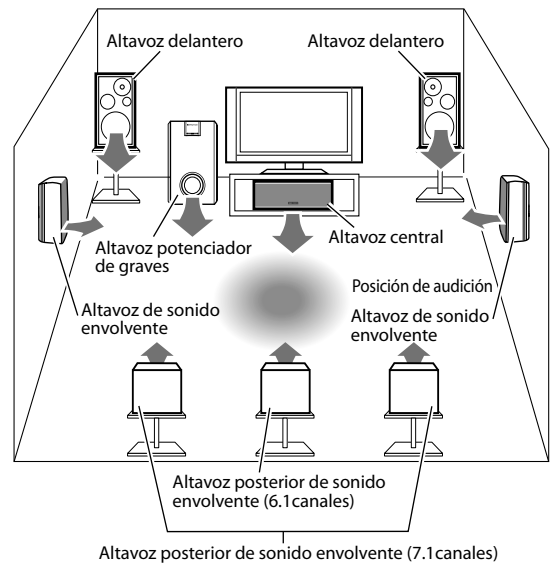 Altavoz delantero
Altavoz delantero
Altavoz central
Altavoz potenciador
de graves
Posición de audición
Altavoz de sonido
envolvente
Altavoz de sonido
envolvente
Altavoz posterior de sonido
envolvente (6.1canales)
Altavoz posterior de sonido envolvente (7.1canales)